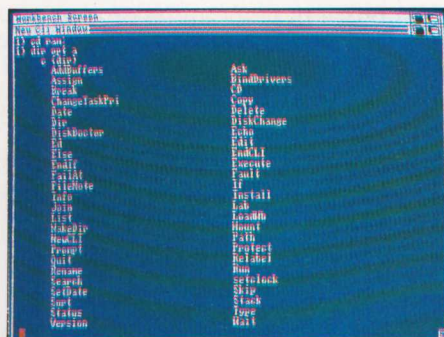 Workbench Screen
New CLI Window
1) cd ram:
1) dir opt a
c (dir)
AddBuffers Ask
Assign BindDrivers
Break CD
ChangeTaskPri Copy
Date Delete
Dir DiskChange
DiskDoctor Echo
Ed Edit
Else EndCLI
EndIf Execute
FailAt Fault
FileNote If
Info Install
Join Lab
List LoadWb
MakeDir Mount
NewCLI Path
Prompt Protect
Quit Relabel
Rename Run
Search setclock
SetDate Skip
Sort Stack
Status Type
Version Wait